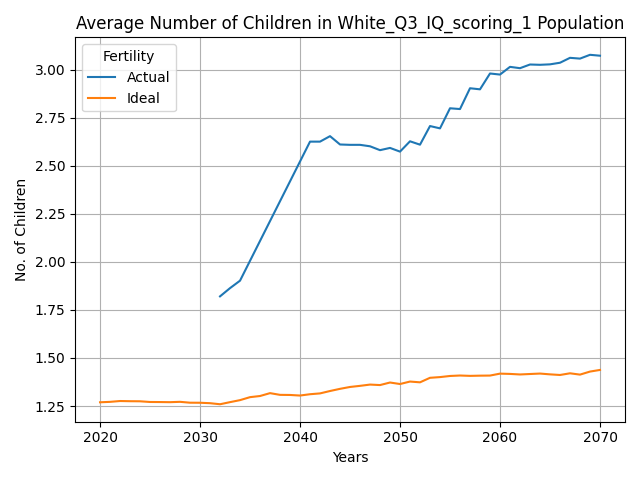 Average Number of Children in White_Q3_IQ_scoring_1 Population
Fertility
Actual
Ideal
No. of Children
3.00
2.75
2.50
2.25
2.00
1.75
1.50
1.25
2020 2030 2040 2050 2060 2070
Years